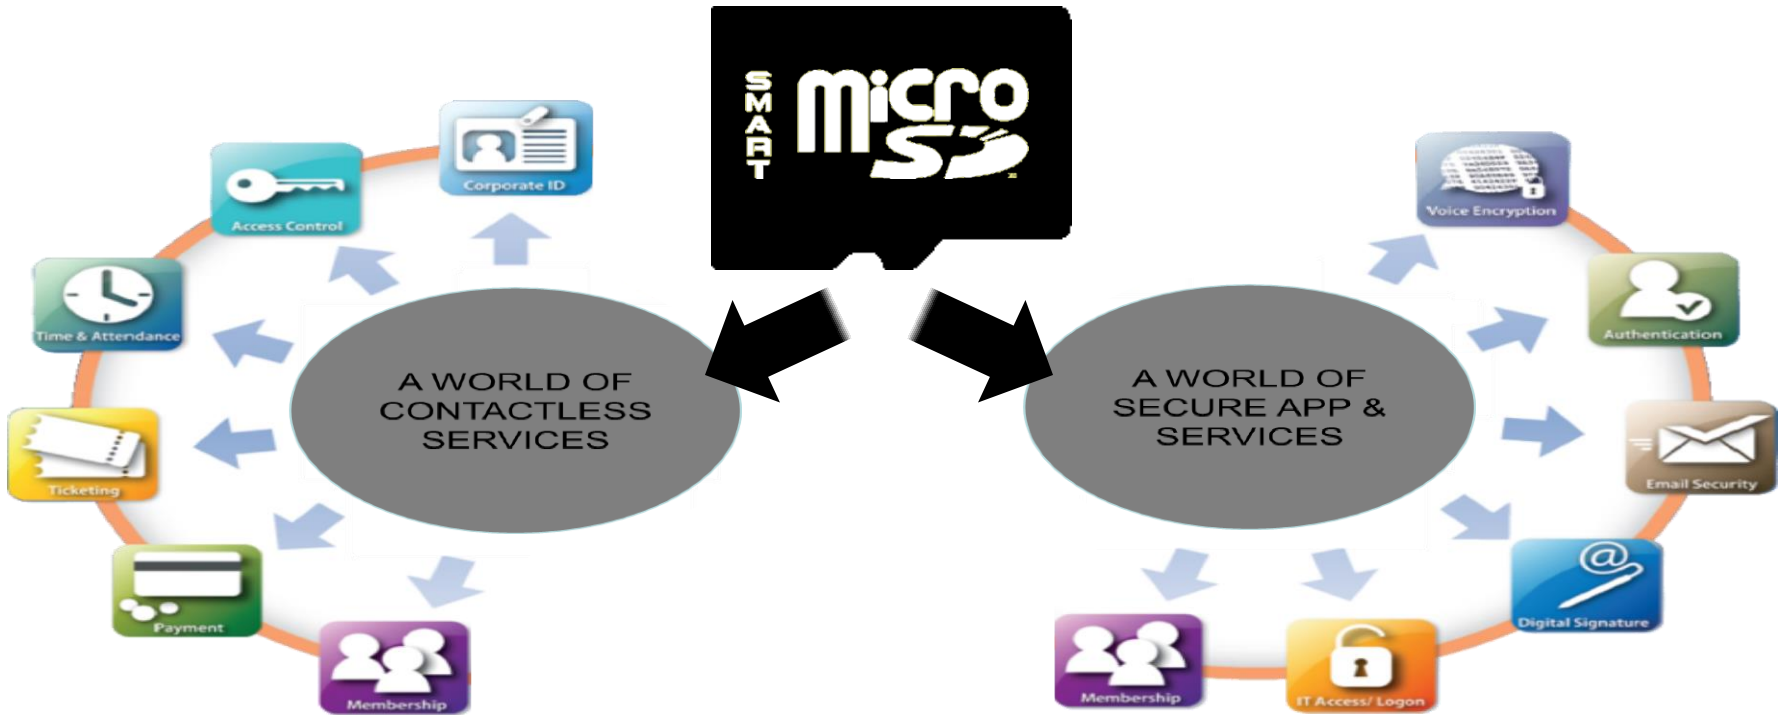 SMART
micro
SD
Corporate ID
Access Control
Time & Attendance
Ticketing
Payment
Membership
A WORLD OF
CONTACTLESS
SERVICES
A WORLD OF
SECURE APP &
SERVICES
Voice Encryption
Authentication
Email Security
Digital Signature
IT Access/ Logon
Membership